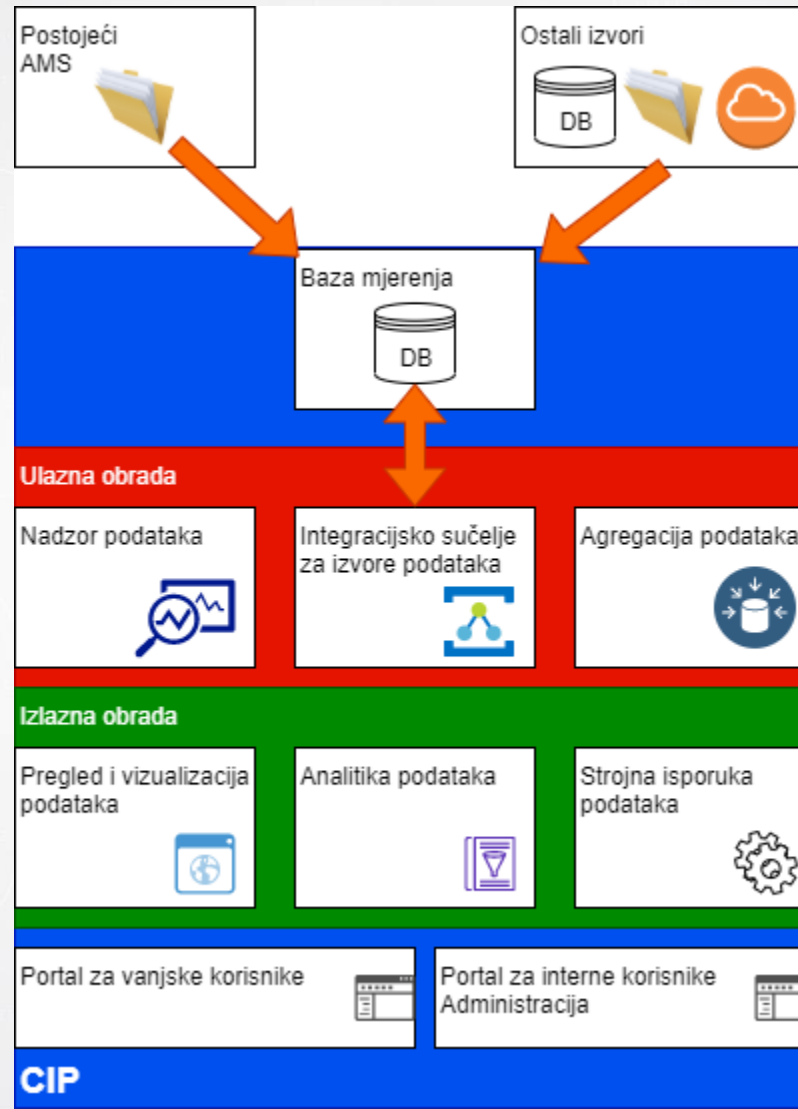 Postojeći
AMS
Ostali izvori
DB
Baza mjerenja
DB
Ulazna obrada
Nadzor podataka
Integracijsko sučelje
za izvore podataka
Agregacija podataka
Izlazna obrada
Pregled i vizualizacija
podataka
Analitika podataka
Strojna isporuka
podataka
Portal za vanjske korisnike
Portal za interne korisnike
Administracija
CIP